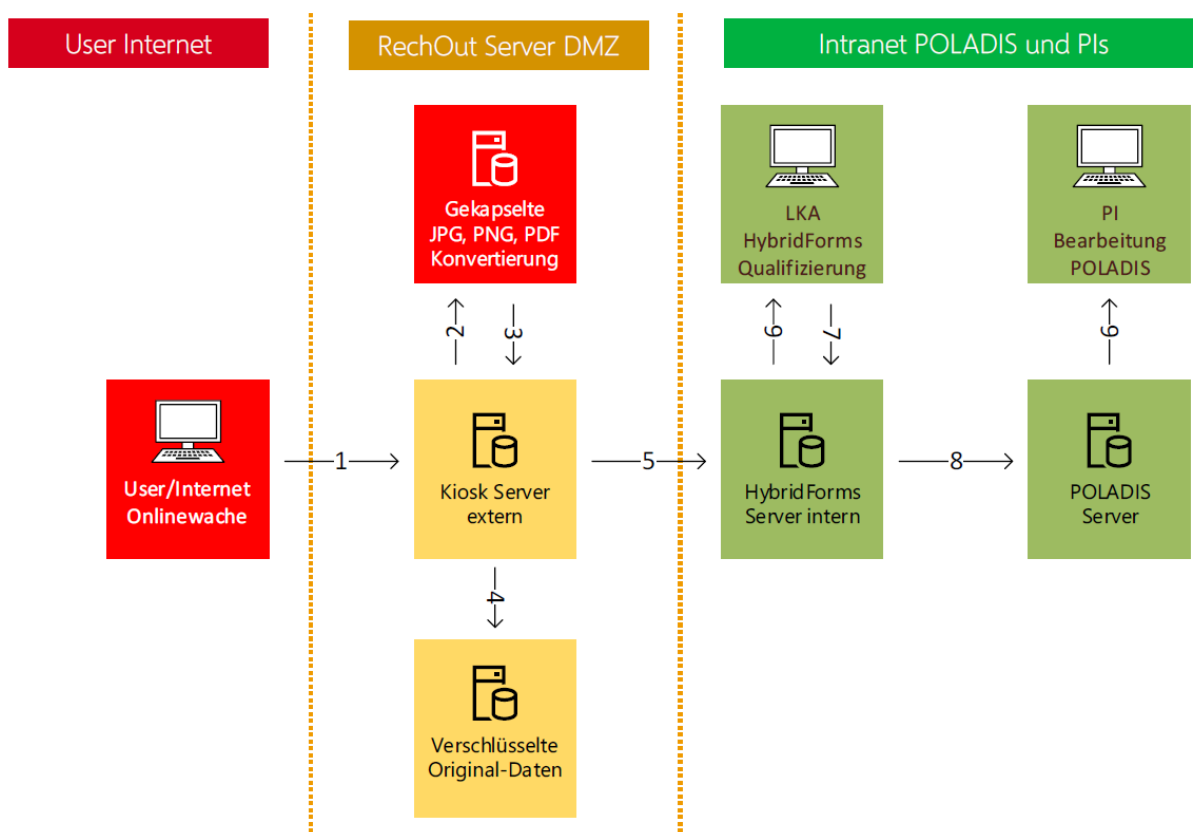 User Internet
RechOut Server DMZ
Intranet POLADIS und PIs
Gekapselte
JPG, PNG, PDF
Konvertierung
LKA
HybridForms
Qualifizierung
PI
Bearbeitung
POLADIS
2
3
6
7
9
User/Internet
Onlinewache
1
Kiosk Server
extern
5
HybridForms
Server intern
8
POLADIS
Server
4
Verschlüsselte
Original-Daten